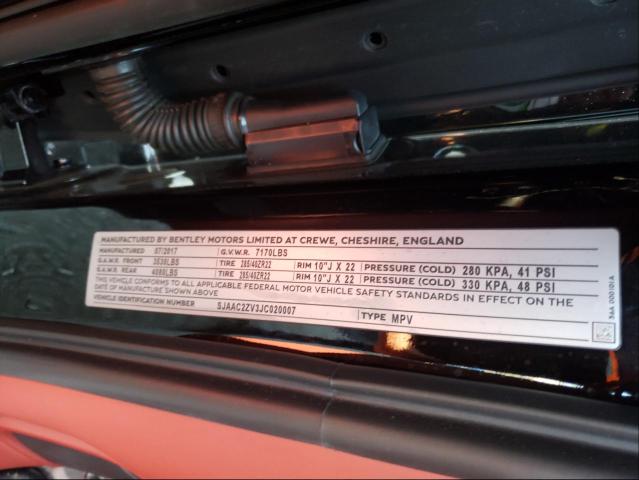 MANUFACTURED BY BENTLEY MOTORS LIMITED AT CREWE, CHESHIRE, ENGLAND
MANUFACTURED 07/2017 G.V.W.R. 7170LBS
G.A.W.R. FRONT 3530LBS TIRE 285/40ZR22 RIM 10"J X 22 PRESSURE (COLD) 280 KPA, 41 PSI
G.A.W.R. REAR 4080LBS TIRE 285/40ZR22 RIM 10"J X 22 PRESSURE (COLD) 330 KPA, 48 PSI
THIS VEHICLE CONFORMS TO ALL APPLICABLE FEDERAL MOTOR VEHICLE SAFETY STANDARDS IN EFFECT ON THE
DATE OF MANUFACTURE SHOWN ABOVE
VEHICLE IDENTIFICATION NUMBER SJAAC2ZV3JC020007 TYPE MPV
36A 000101A